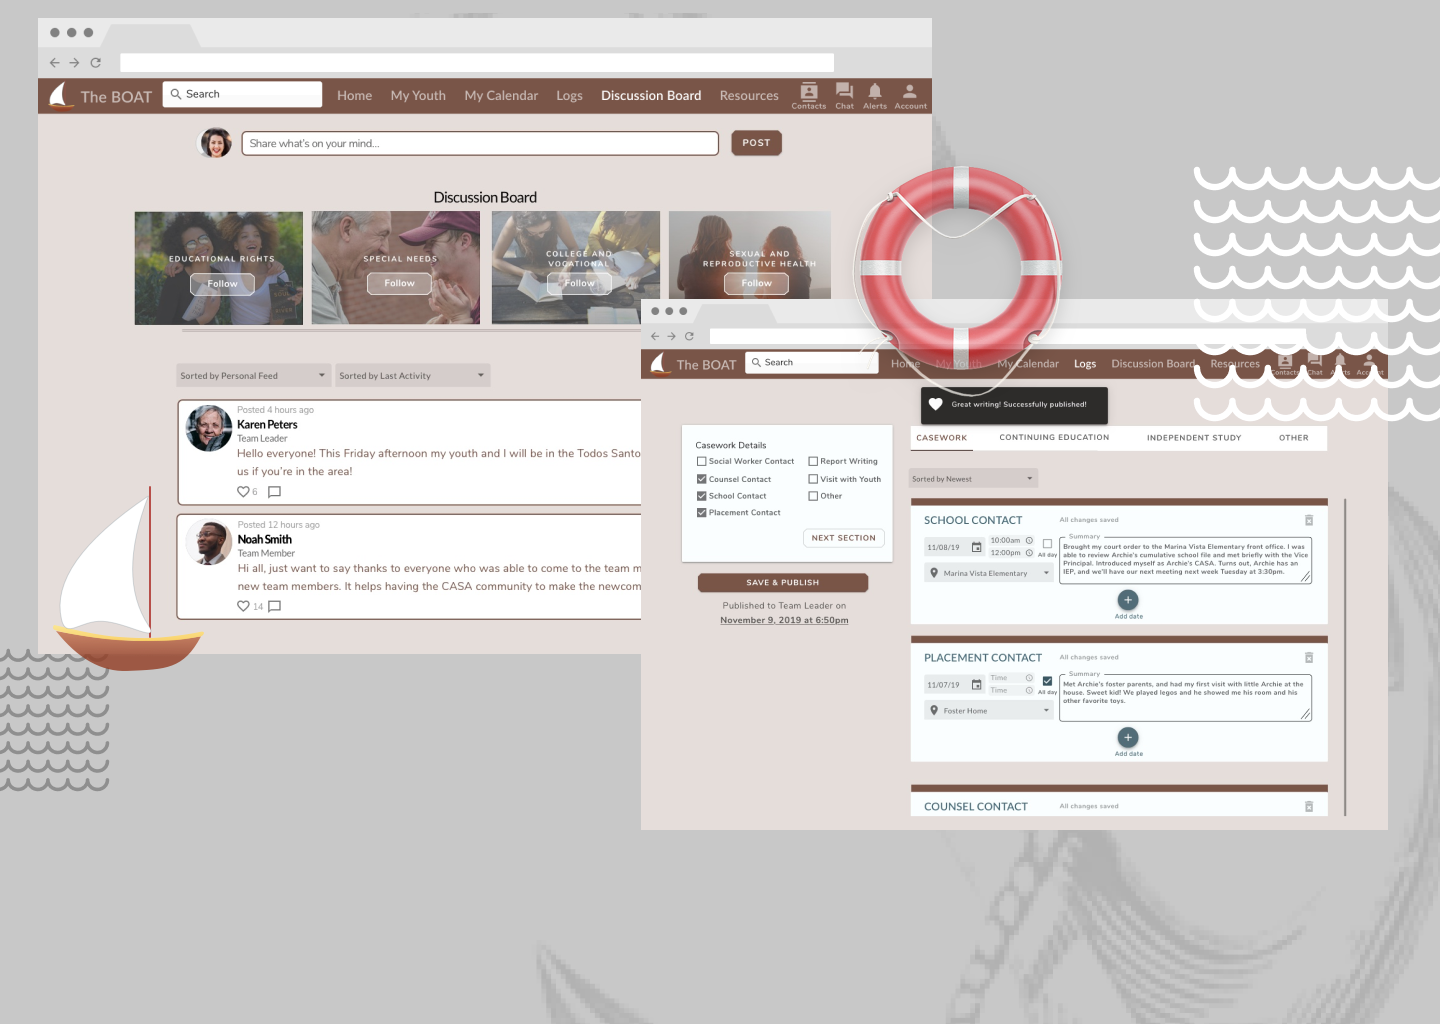 The BOAT
Search
Home
My Youth
My Calendar
Logs
Discussion Board
Resources
Contacts
Chat
Alerts
Account
Share what's on your mind...
POST
Discussion Board
EDUCATIONAL RIGHTS
Follow
SPECIAL NEEDS
Follow
COLLEGE AND
VOCATIONAL
Follow
SEXUAL AND
REPRODUCTIVE HEALTH
Follow
Sorted by Personal Feed
Sorted by Last Activity
Posted 4 hours ago
Karen Peters
Team Leader
Hello everyone! This Friday afternoon my youth and I will be in the Todos Santo
us if you're in the area!
6
Posted 12 hours ago
Noah Smith
Team Member
Hi all, just want to say thanks to everyone who was able to come to the team m
new team members. It helps having the CASA community to make the newcom
14
The BOAT
Search
Home
My Youth
My Calendar
Logs
Discussion Board
Resources
Contacts
Chat
Alerts
Account
Great writing! Successfully published!
Casework Details
Social Worker Contact
Report Writing
Counsel Contact
Visit with Youth
School Contact
Other
Placement Contact
NEXT SECTION
SAVE & PUBLISH
Published to Team Leader on
November 9, 2019 at 6:50pm
CASEWORK
CONTINUING EDUCATION
INDEPENDENT STUDY
OTHER
Sorted by Newest
SCHOOL CONTACT
All changes saved
11/08/19
10:00am
12:00pm
All day
Marina Vista Elementary
Summary
Brought my court order to the Marina Vista Elementary front office. I was
able to review Archie's cumulative school file and met briefly with the Vice
Principal. Introduced myself as Archie's CASA. Turns out, Archie has an
IEP, and we'll have our next meeting next week Tuesday at 3:30pm.
Add date
PLACEMENT CONTACT
All changes saved
11/07/19
Time
Time
All day
Foster Home
Summary
Met Archie's foster parents, and had my first visit with little Archie at the
house. Sweet kid! We played legos and he showed me his room and his
other favorite toys.
Add date
COUNSEL CONTACT
All changes saved